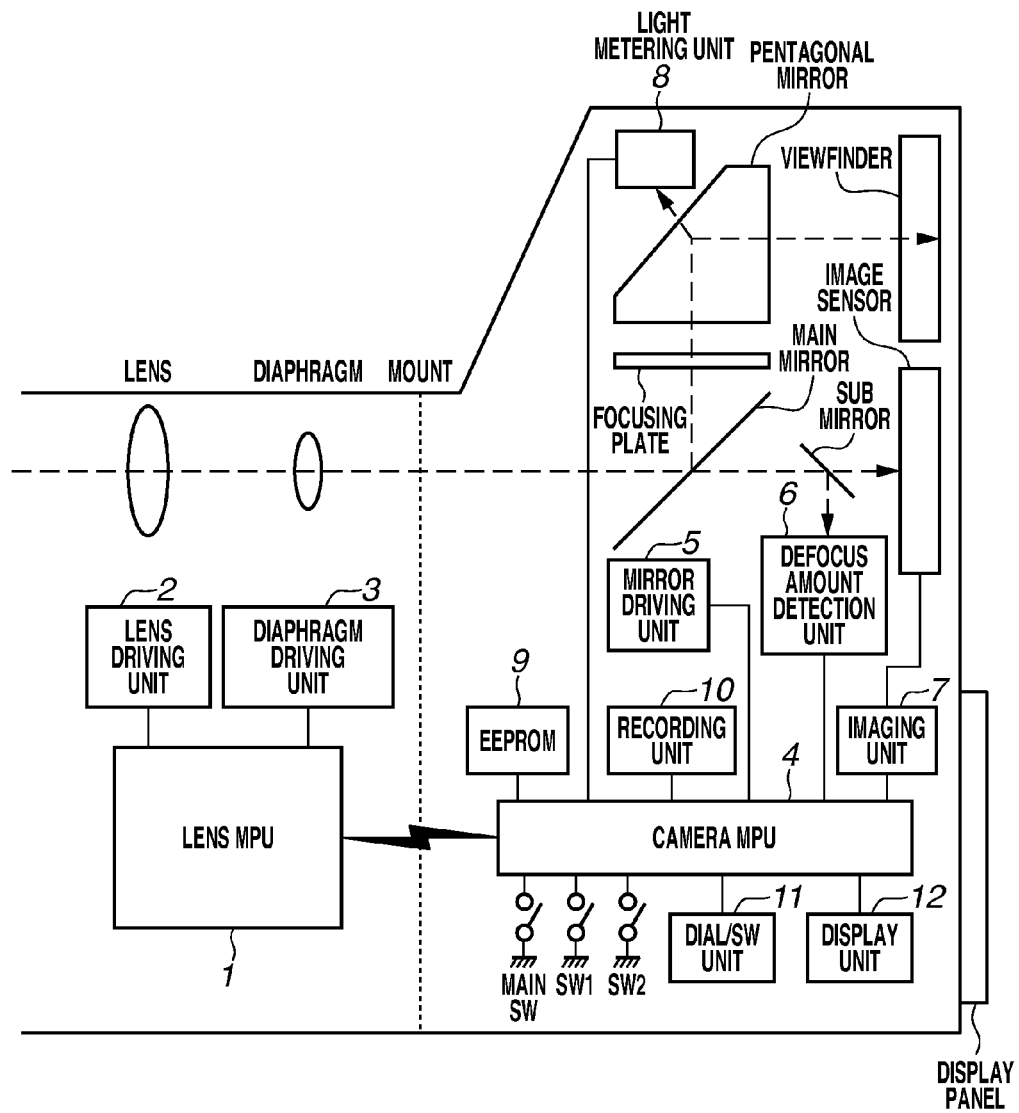 LIGHT
METERING UNIT
8
PENTAGONAL
MIRROR
VIEWFINDER
IMAGE
SENSOR
MAIN
MIRROR
LENS
DIAPHRAGM
MOUNT
FOCUSING
PLATE
SUB
MIRROR
6
5
DEFOCUS
AMOUNT
DETECTION
UNIT
MIRROR
DRIVING
UNIT
2
3
LENS
DRIVING
UNIT
DIAPHRAGM
DRIVING
UNIT
9
10
7
EEPROM
RECORDING
UNIT
IMAGING
UNIT
4
LENS MPU
CAMERA MPU
11
12
DIAL/SW
UNIT
DISPLAY
UNIT
1
MAIN
SW
SW1
SW2
DISPLAY
PANEL